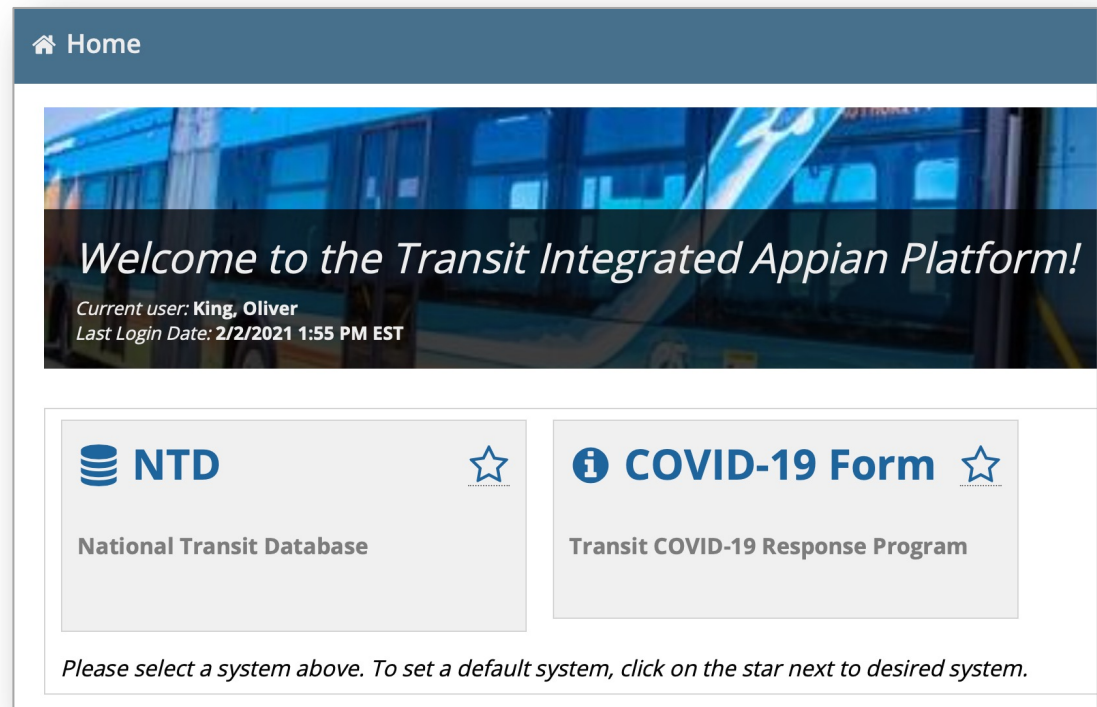 Home
Welcome to the Transit Integrated Appian Platform!
Current user: King, Oliver
Last Login Date: 2/2/2021 1:55 PM EST
NTD
COVID-19 Form
National Transit Database
Transit COVID-19 Response Program
Please select a system above. To set a default system, click on the star next to desired system.